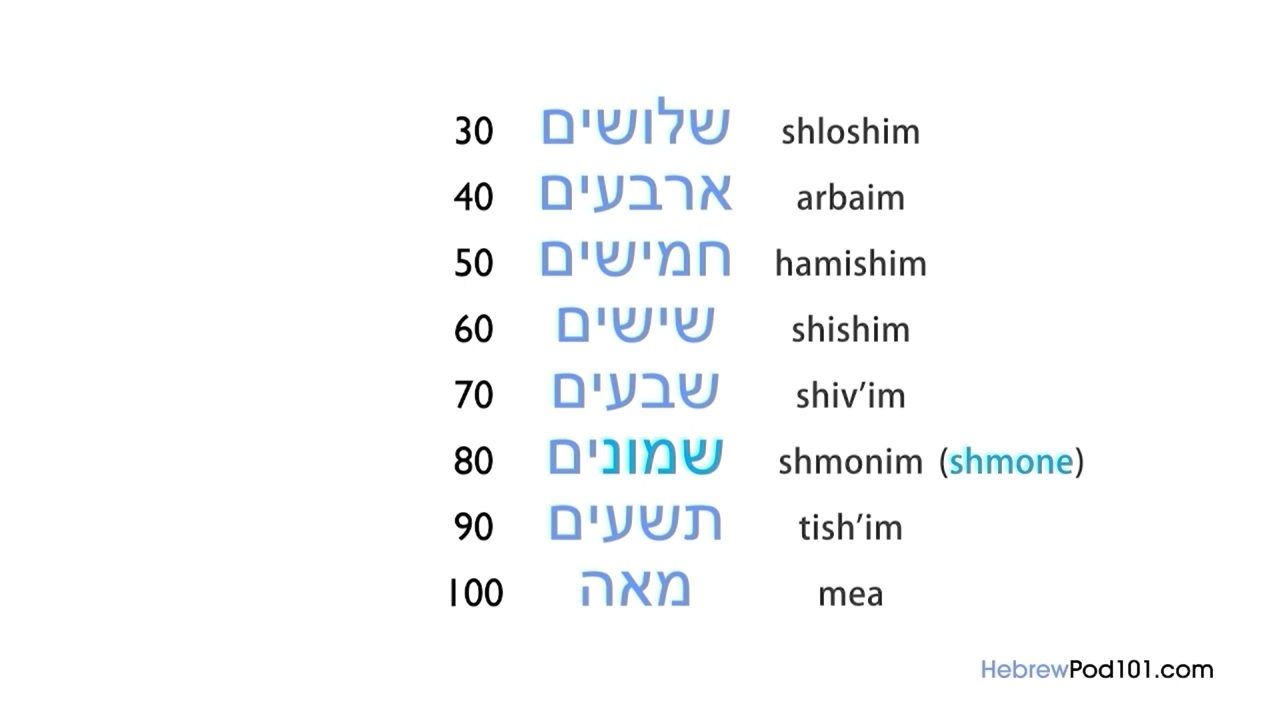 30 שלושים shloshim
40 ארבעים arbaim
50 חמישים hamishim
60 שישים shishim
70 שבעים shiv’im
80 שמונים shmonim (shmone)
90 תשעים tish’im
100 מאה mea
HebrewPod101.com